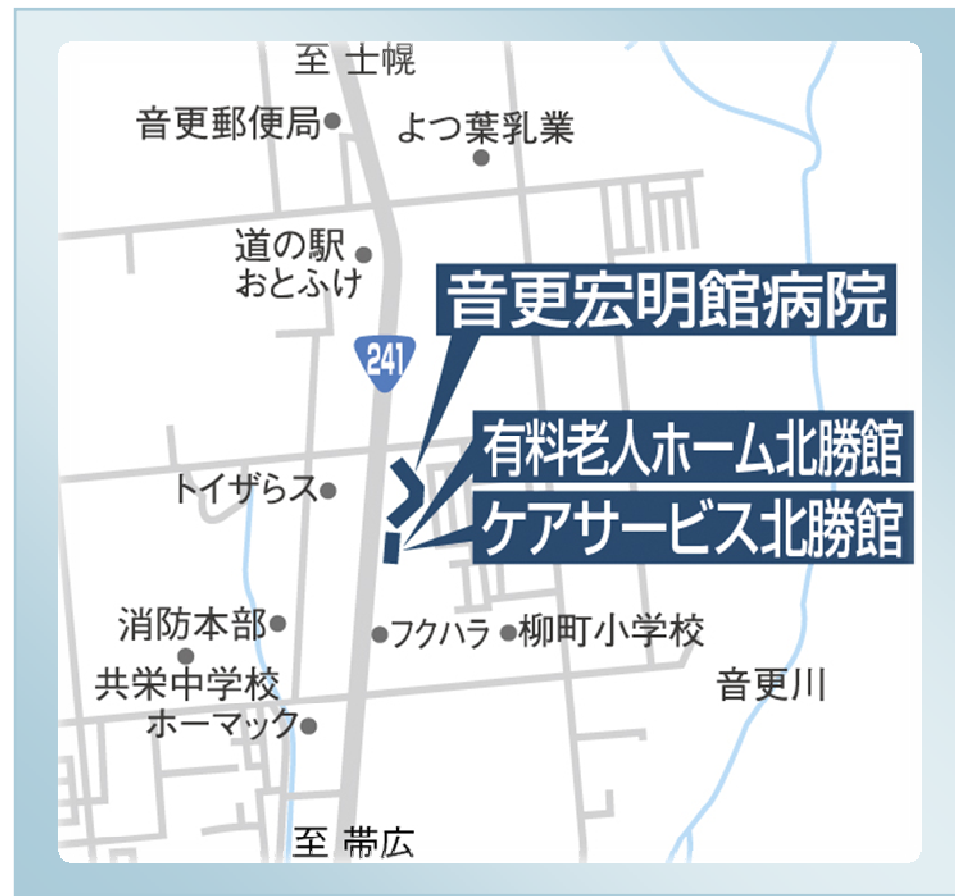 至 士幌
音更郵便局
よつ葉乳業
道の駅
おとふけ
音更宏明館病院
241
有料老人ホーム北勝館
トイザらス
ケアサービス北勝館
消防本部
フクハラ
柳町小学校
共栄中学校
音更川
ホーマック
至 帯広